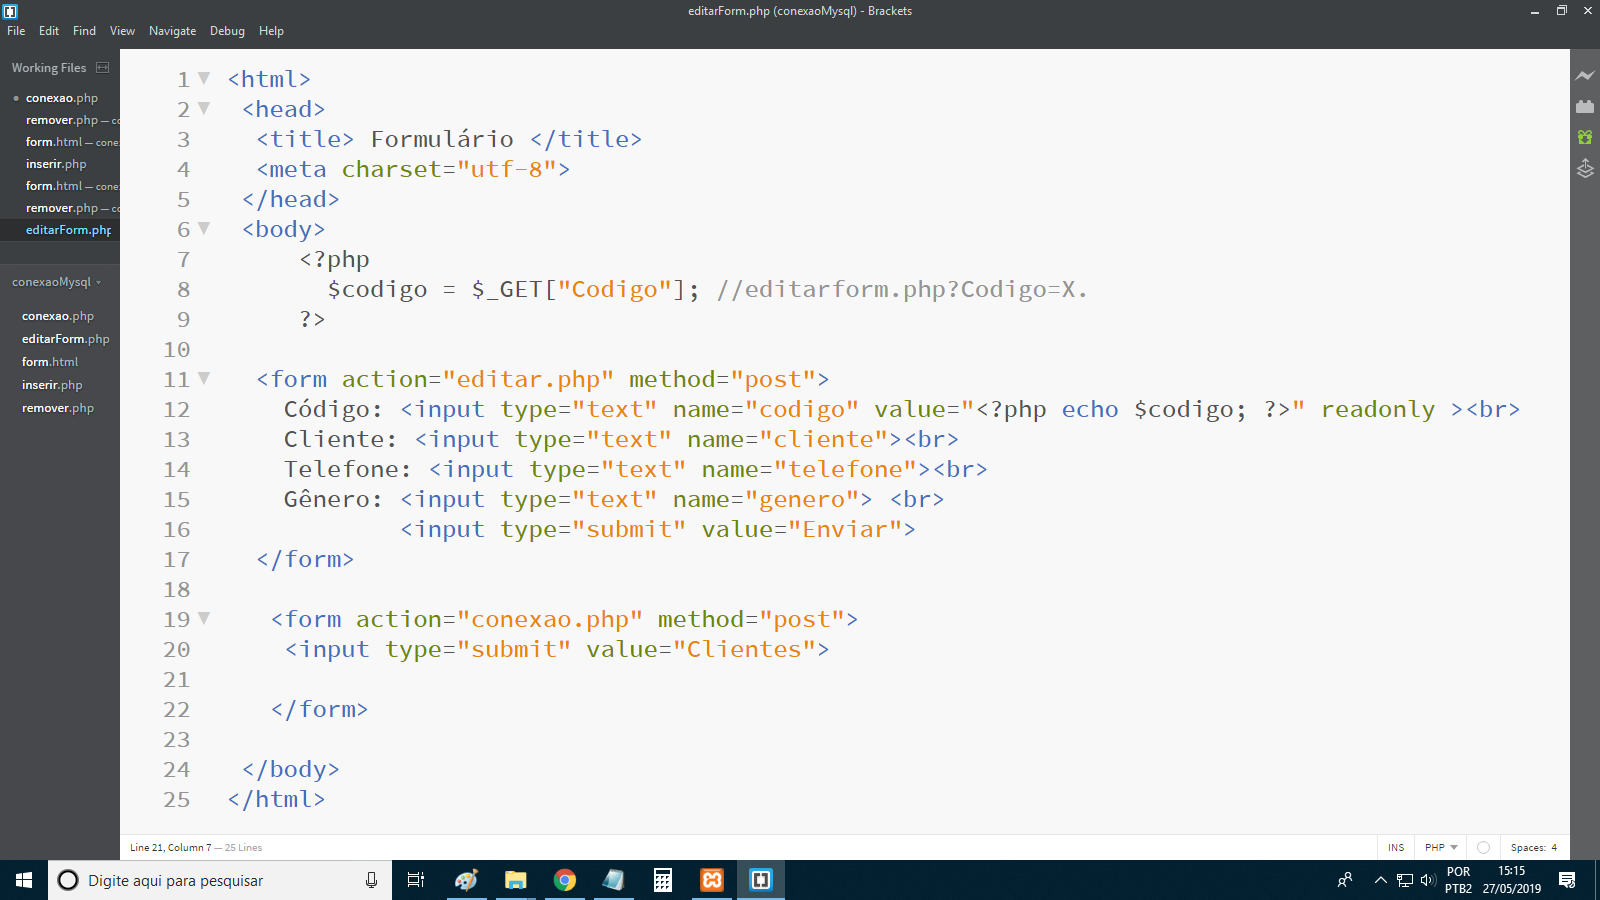 editarForm.php (conexaoMysql) - Brackets
File Edit Find View Navigate Debug Help
Working Files
conexao.php
remover.php — co
form.html — cone
inserir.php
form.html — cone
remover.php — co
editarForm.php
conexaoMysql
conexao.php
editarForm.php
form.html
inserir.php
remover.php
1 <html>
2 <head>
3 <title> Formulário </title>
4 <meta charset="utf-8">
5 </head>
6 <body>
7 <?php
8 $codigo = $_GET["Codigo"]; //editarform.php?Codigo=X.
9 ?>
10
11 <form action="editar.php" method="post">
12 Código: <input type="text" name="codigo" value="<?php echo $codigo; ?>" readonly ><br>
13 Cliente: <input type="text" name="cliente"><br>
14 Telefone: <input type="text" name="telefone"><br>
15 Gênero: <input type="text" name="genero"> <br>
16 <input type="submit" value="Enviar">
17 </form>
18
19 <form action="conexao.php" method="post">
20 <input type="submit" value="Clientes">
21
22 </form>
23
24 </body>
25 </html>
Line 21, Column 7 — 25 Lines
INS PHP Spaces: 4
Digite aqui para pesquisar
POR
PTB2
15:15
27/05/2019